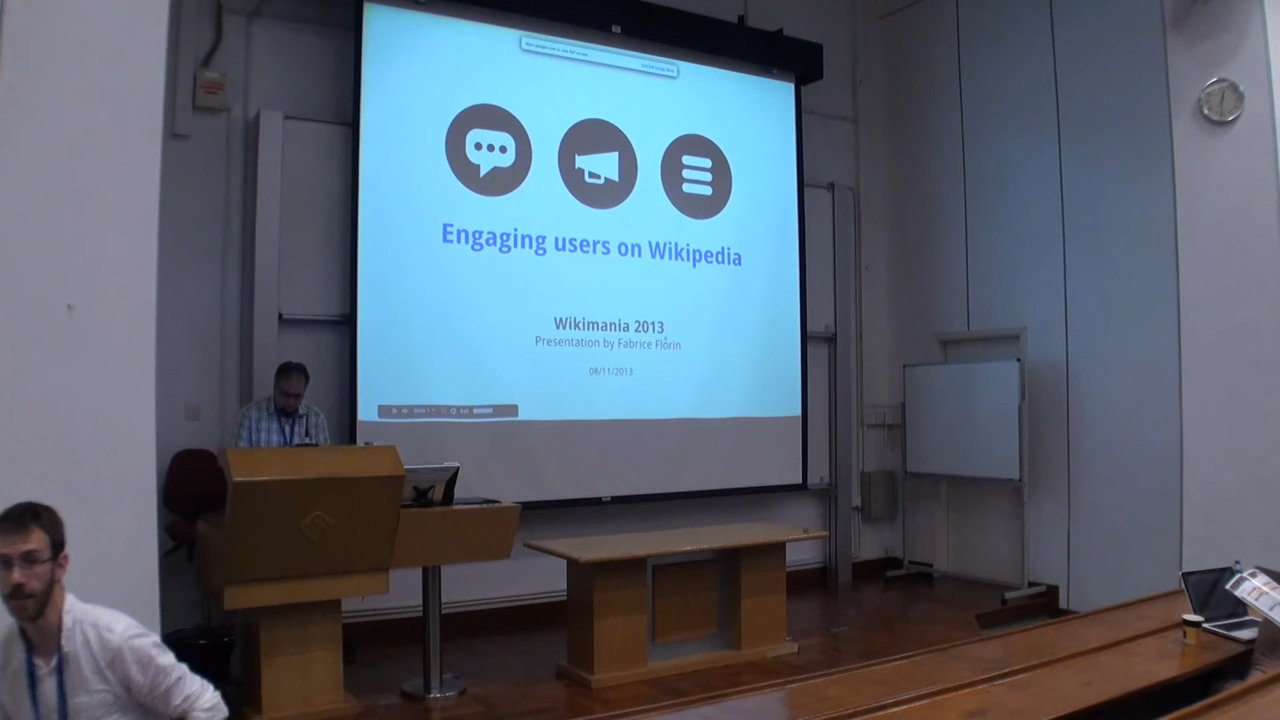 Engaging users on Wikipedia
Wikimania 2013
Presentation by Fabrice Florin
08/11/2013